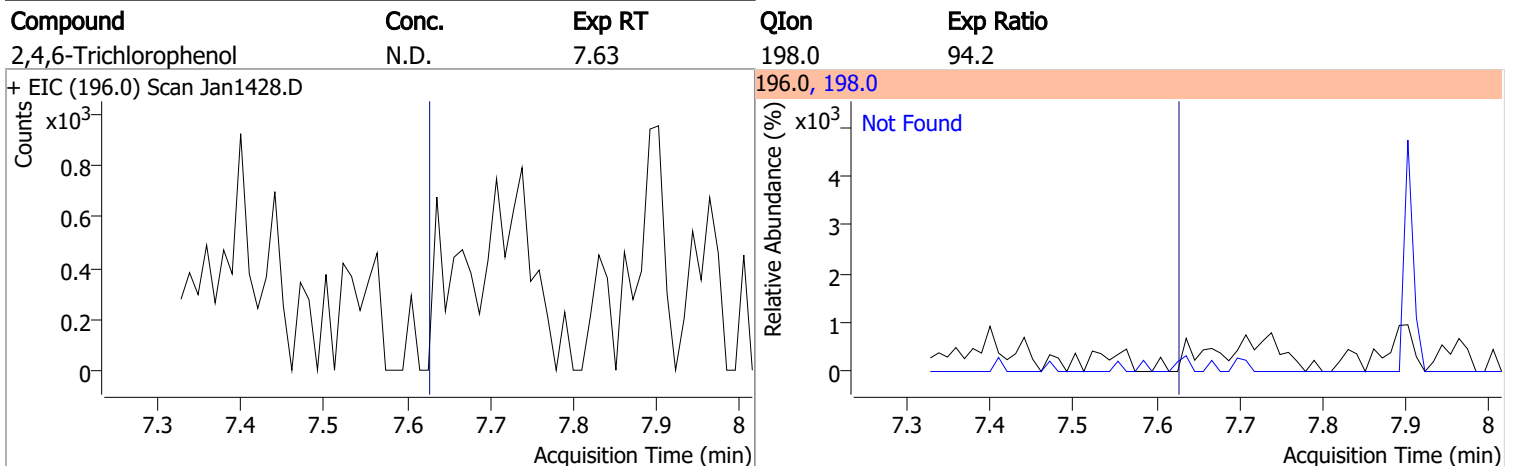 Compound Conc. Exp RT QIon Exp Ratio
2,4,6-Trichlorophenol N.D. 7.63 198.0 94.2
+ EIC (196.0) Scan Jan1428.D
Counts
x10³
0.8
0.6
0.4
0.2
0
7.3 7.4 7.5 7.6 7.7 7.8 7.9 8
Acquisition Time (min)
196.0, 198.0
Relative Abundance (%)
x10³
Not Found
4
3
2
1
0
7.3 7.4 7.5 7.6 7.7 7.8 7.9 8
Acquisition Time (min)